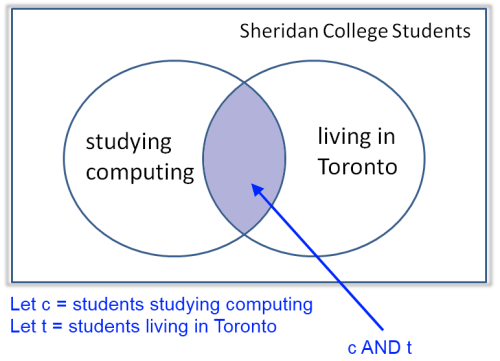 Sheridan College Students
studying
computing
living in
Toronto
Let c = students studying computing
Let t = students living in Toronto
c AND t